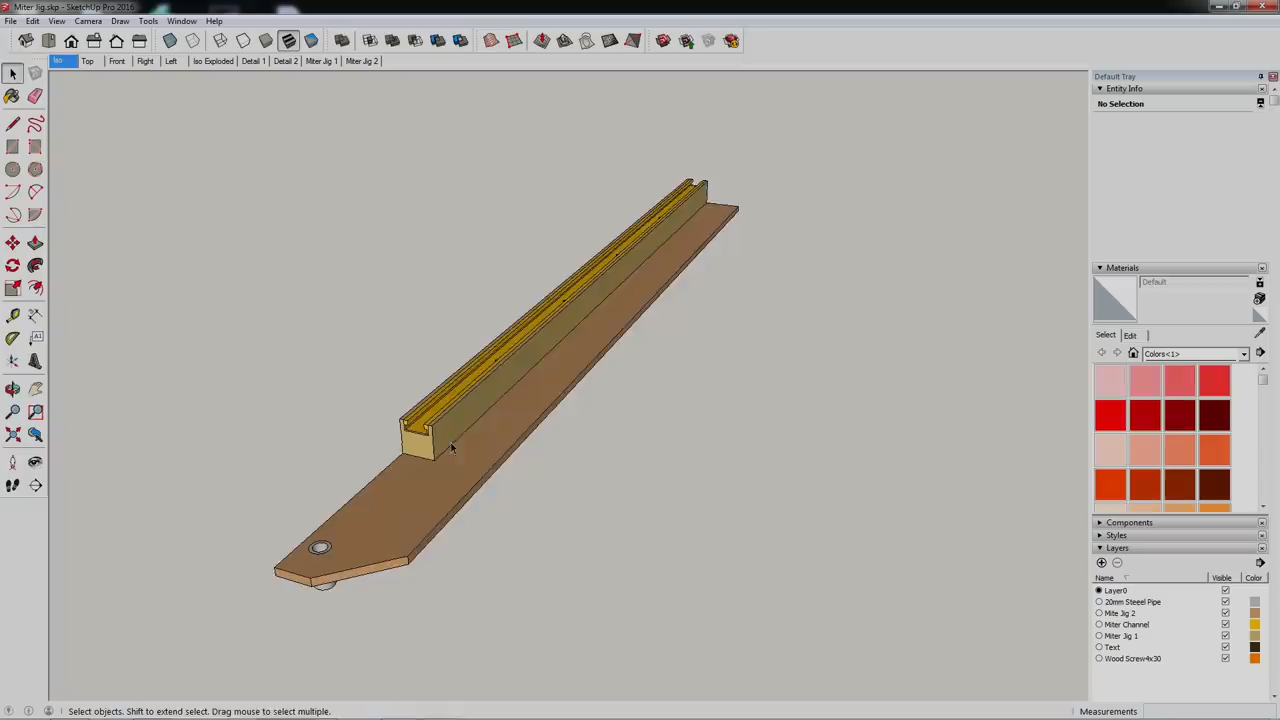 Miter Jig.skp - SketchUp Pro 2016
File Edit View Camera Draw Tools Window Help
Iso Top Front Right Left Iso Exploded Detail 1 Detail 2 Miter Jig 1 Miter Jig 2
Default Tray
Entity Info
No Selection
Materials
Default
Select Edit
Colors<1>
Components
Styles
Layers
Name Visible Color
Layer0
20mm Steeel Pipe
Mite Jig 2
Miter Channel
Miter Jig 1
Text
Wood Screw4x30
Select objects. Shift to extend select. Drag mouse to select multiple.
Measurements